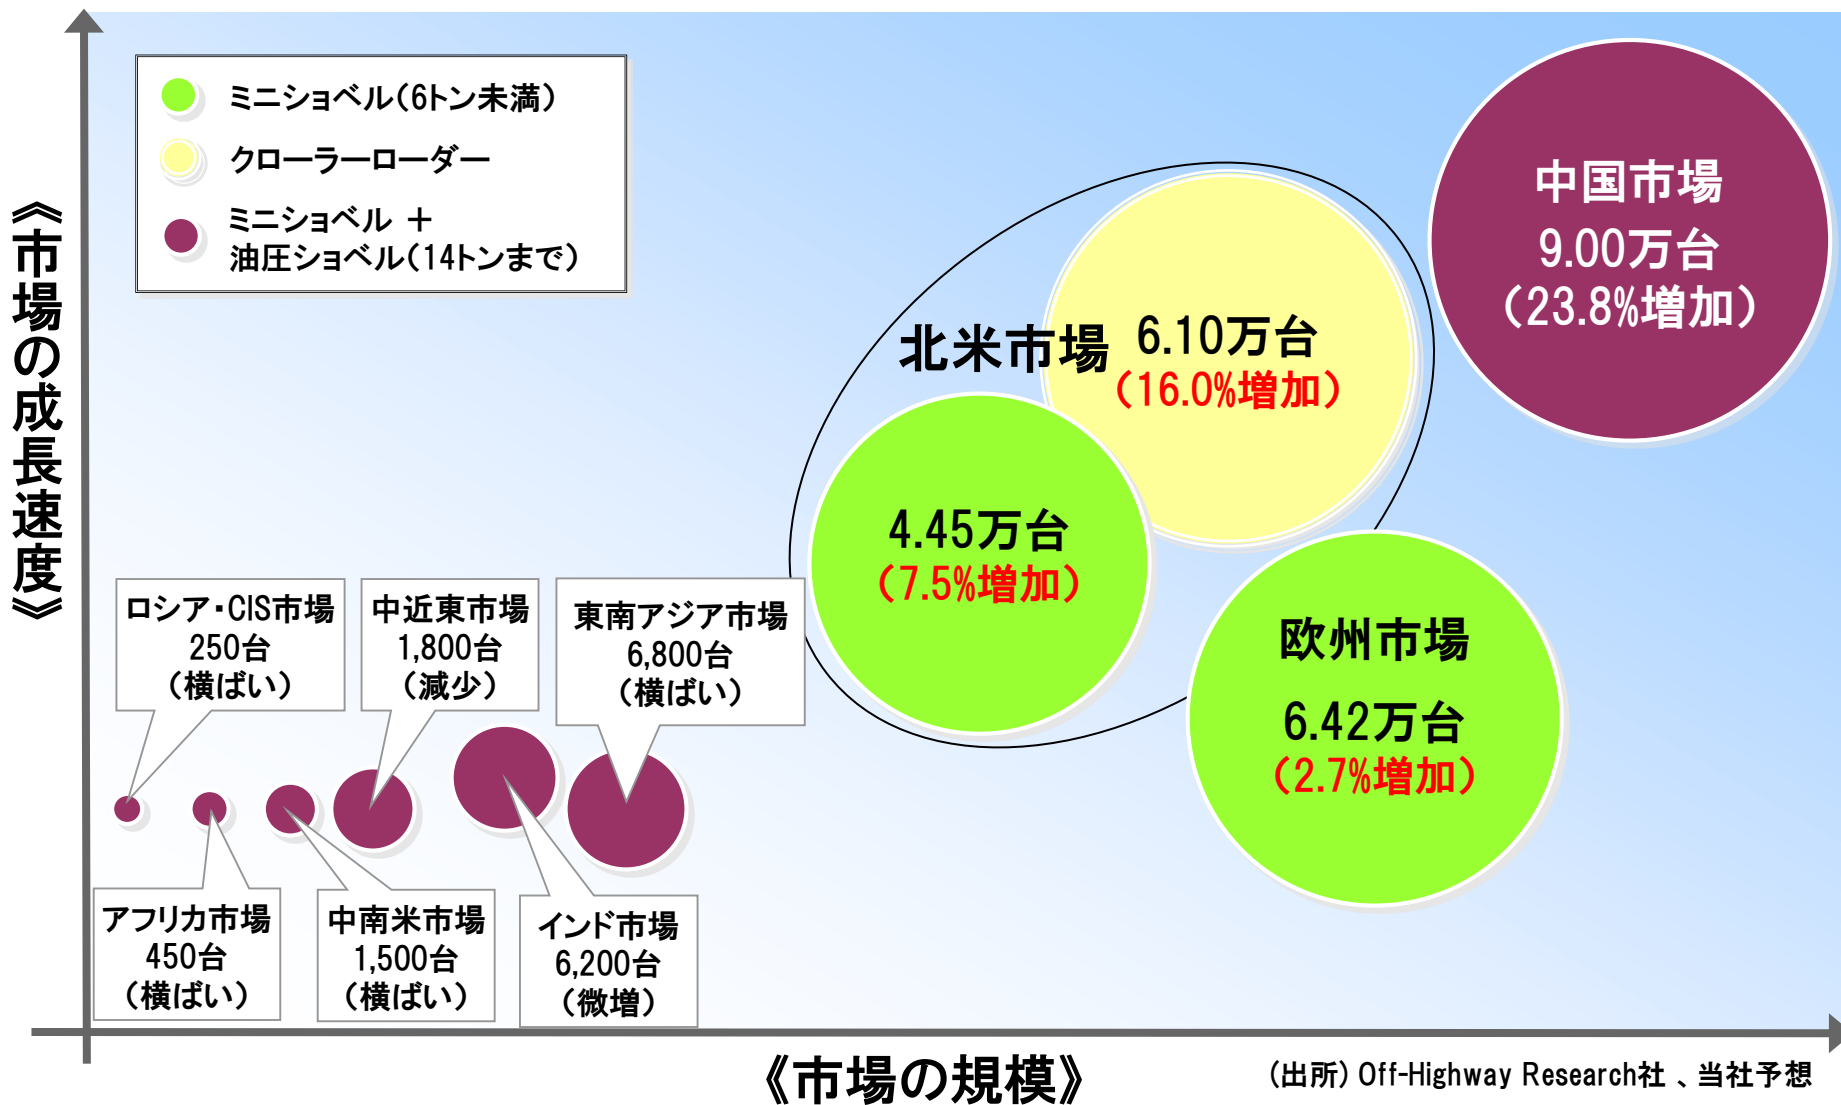 《市場の成長速度》
ミニショベル（6トン未満）
クローラーローダー
ミニショベル ＋
油圧ショベル（14トンまで）
中国市場
9.00万台
（23.8%増加）
北米市場
6.10万台
（16.0%増加）
4.45万台
（7.5%増加）
欧州市場
6.42万台
（2.7%増加）
ロシア・CIS市場
250台
（横ばい）
中近東市場
1,800台
（減少）
東南アジア市場
6,800台
（横ばい）
アフリカ市場
450台
（横ばい）
中南米市場
1,500台
（横ばい）
インド市場
6,200台
（微増）
《市場の規模》
（出所）Off-Highway Research社 、当社予想